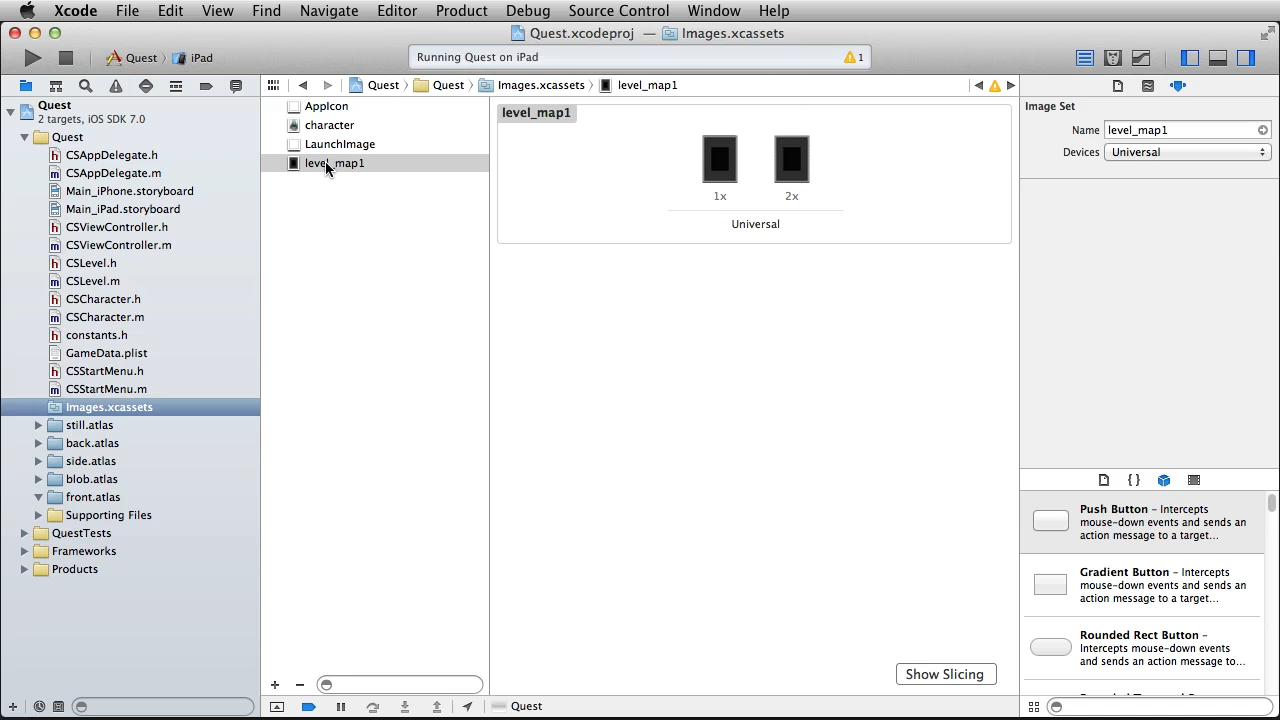 Xcode File Edit View Find Navigate Editor Product Debug Source Control Window Help
Quest.xcodeproj — Images.xcassets
Quest iPad
Running Quest on iPad 1
Quest Quest Images.xcassets level_map1
Quest
2 targets, iOS SDK 7.0
Quest
CSAppDelegate.h
CSAppDelegate.m
Main_iPhone.storyboard
Main_iPad.storyboard
CSViewController.h
CSViewController.m
CSLevel.h
CSLevel.m
CSCharacter.h
CSCharacter.m
constants.h
GameData.plist
CSStartMenu.h
CSStartMenu.m
Images.xcassets
still.atlas
back.atlas
side.atlas
blob.atlas
front.atlas
Supporting Files
QuestTests
Frameworks
Products
AppIcon
character
LaunchImage
level_map1
level_map1
1x 2x
Universal
Show Slicing
Quest
Image Set
Name level_map1
Devices Universal
Push Button – Intercepts
mouse-down events and sends an
action message to a target...
Gradient Button – Intercepts
mouse-down events and sends an
action message to a target...
Rounded Rect Button –
Intercepts mouse-down events
and sends an action message to...